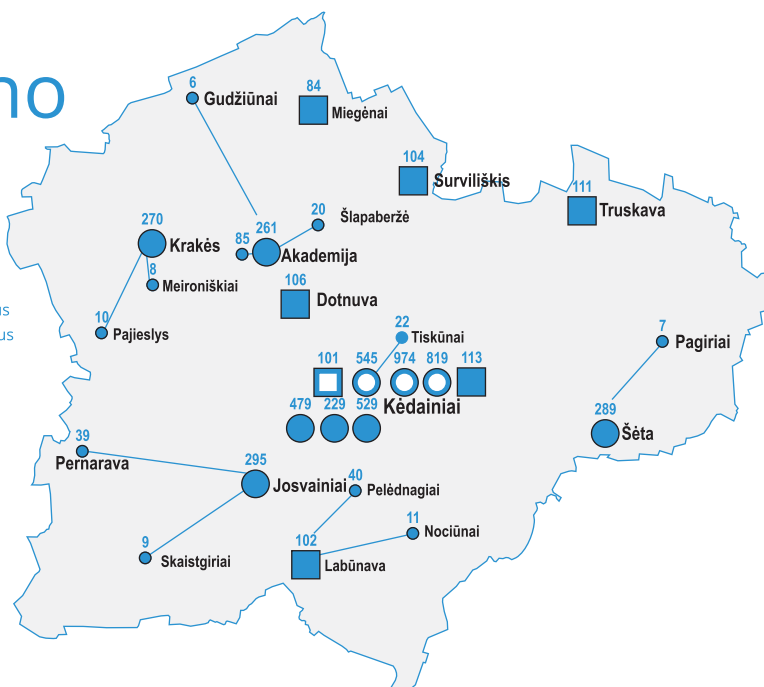 no
6
Gudžiūnai
84
Miegėnai
104
Surviliškis
111
Truskava
270
Krakės
20
Šlapaberžė
85
261
Akademija
8
Meironiškiai
106
Dotnuva
us
us
10
Pajieslys
22
Tiskūnai
7
Pagiriai
101
545
974
819
113
Kėdainiai
479
229
529
289
Šėta
39
Pernarava
295
Josvainiai
40
Pelėdnagiai
11
Nociūnai
9
Skaistgiriai
102
Labūnava